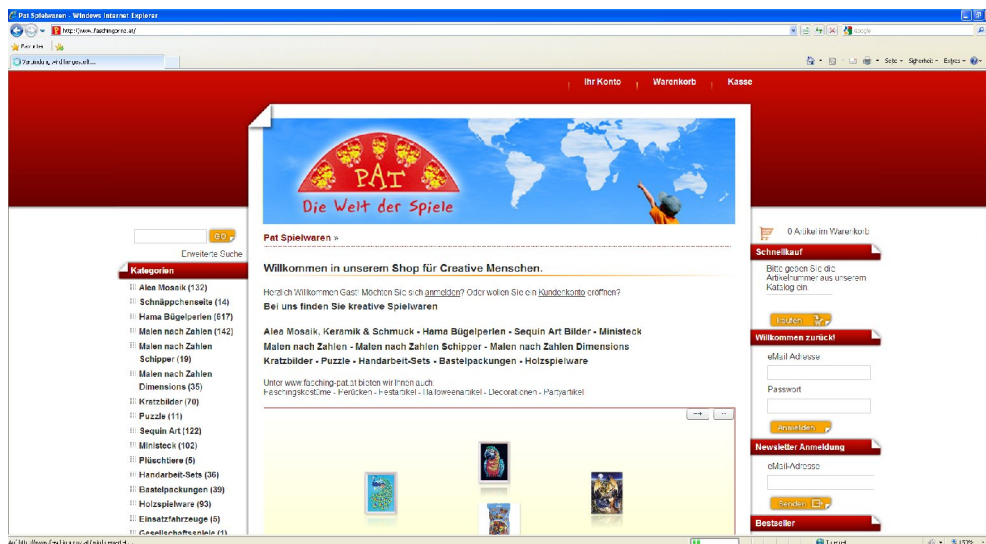 Pat Spielwaren - Windows Internet Explorer
Google
Ihr Konto
Warenkorb
Kasse
PAT
Die Welt der Spiele
GO
Erweiterte Suche
Kategorien
Alea Mosaik (132)
Schnäppchenseite (14)
Hama Bügelperlen (617)
Malen nach Zahlen (142)
Malen nach Zahlen
Schipper (19)
Malen nach Zahlen
Dimensions (35)
Kratzbilder (70)
Puzzle (11)
Sequin Art (122)
Ministeck (102)
Plüschtiere (5)
Handarbeit-Sets (36)
Bastelpackungen (39)
Holzspielware (93)
Einsatzfahrzeuge (5)
Gesellschaftsspiele (1)
Pat Spielwaren »
Willkommen in unserem Shop für Creative Menschen.
Herzlich Willkommen Gast! Möchten Sie sich anmelden? Oder wollen Sie ein Kundenkonto eröffnen?
Bei uns finden Sie kreative Spielwaren
Alea Mosaik, Keramik & Schmuck - Hama Bügelperlen - Sequin Art Bilder - Ministeck
Malen nach Zahlen - Malen nach Zahlen Schipper - Malen nach Zahlen Dimensions
Kratzbilder - Puzzle - Handarbeit-Sets - Bastelpackungen - Holzspielware
Unter www.fasching-pat.at bieten wir Ihnen auch:
Faschingskostüme - Perücken - Festartikel - Halloweenartikel - Decorationen - Partyartikel
0 Artikel im Warenkorb
Schnellkauf
Bitte geben Sie die
Artikelnummer aus unserem
Katalog ein.
kaufen
Willkommen zurück!
eMail Adresse
Passwort
Anmelden
Newsletter Anmeldung
eMail-Adresse
Senden
Bestseller